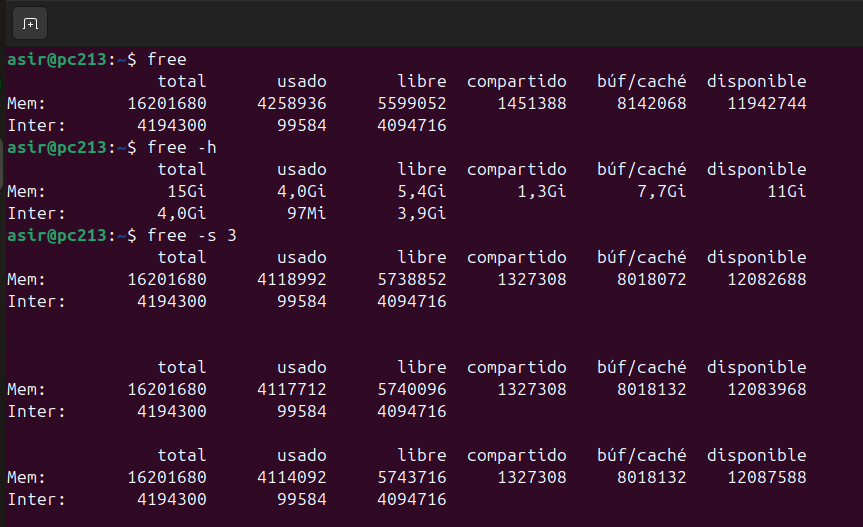 asir@pc213:~$ free
total usado libre compartido búf/caché disponible
Mem: 16201680 4258936 5599052 1451388 8142068 11942744
Inter: 4194300 99584 4094716
asir@pc213:~$ free -h
total usado libre compartido búf/caché disponible
Mem: 15Gi 4,0Gi 5,4Gi 1,3Gi 7,7Gi 11Gi
Inter: 4,0Gi 97Mi 3,9Gi
asir@pc213:~$ free -s 3
total usado libre compartido búf/caché disponible
Mem: 16201680 4118992 5738852 1327308 8018072 12082688
Inter: 4194300 99584 4094716
total usado libre compartido búf/caché disponible
Mem: 16201680 4117712 5740096 1327308 8018132 12083968
Inter: 4194300 99584 4094716
total usado libre compartido búf/caché disponible
Mem: 16201680 4114092 5743716 1327308 8018132 12087588
Inter: 4194300 99584 4094716